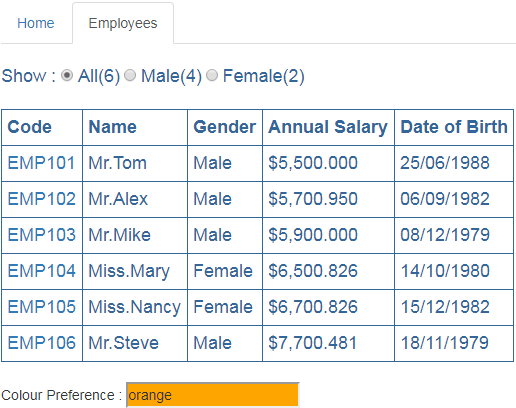 Home Employees
Show : All(6) Male(4) Female(2)
Code Name Gender Annual Salary Date of Birth
EMP101 Mr.Tom Male $5,500.000 25/06/1988
EMP102 Mr.Alex Male $5,700.950 06/09/1982
EMP103 Mr.Mike Male $5,900.000 08/12/1979
EMP104 Miss.Mary Female $6,500.826 14/10/1980
EMP105 Miss.Nancy Female $6,700.826 15/12/1982
EMP106 Mr.Steve Male $7,700.481 18/11/1979
Colour Preference : orange